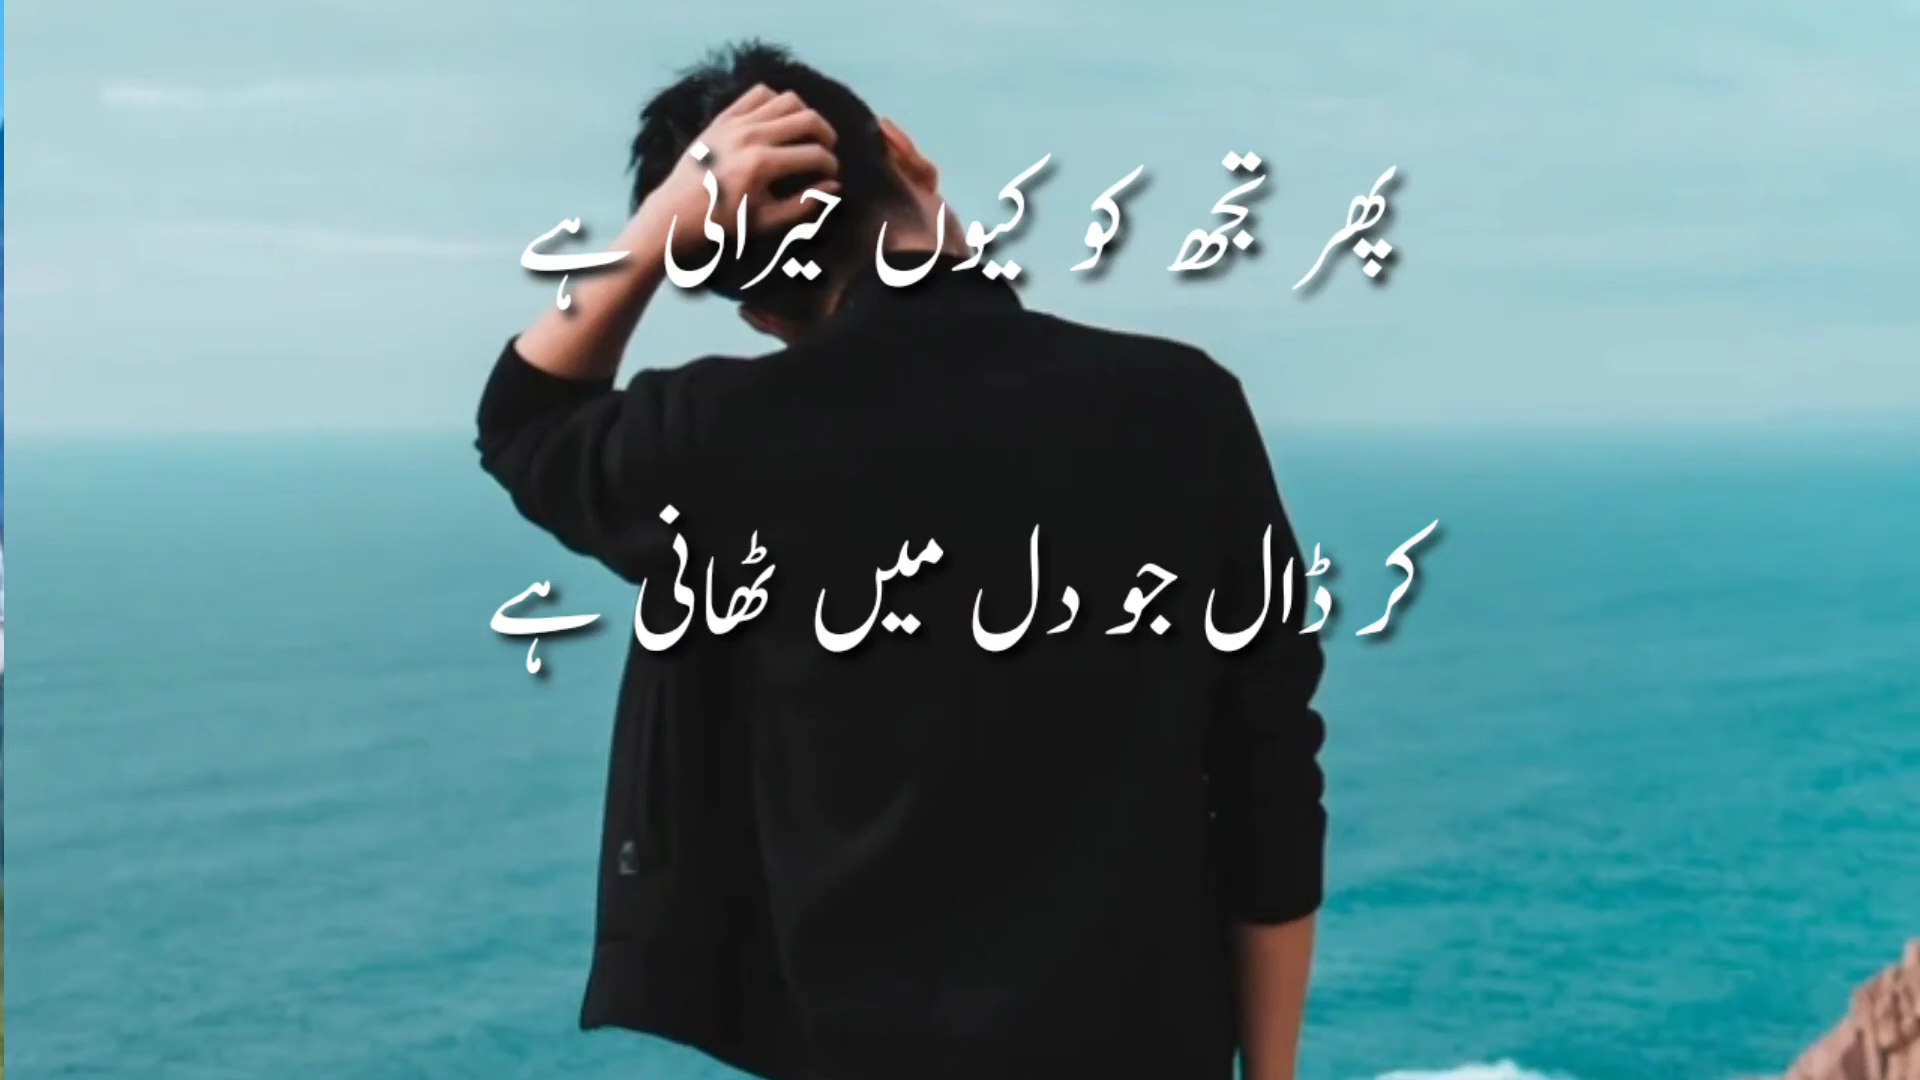 پھر تجھ کو کیوں حیرانی ہے
کر ڈال جو دل میں ٹھانی ہے